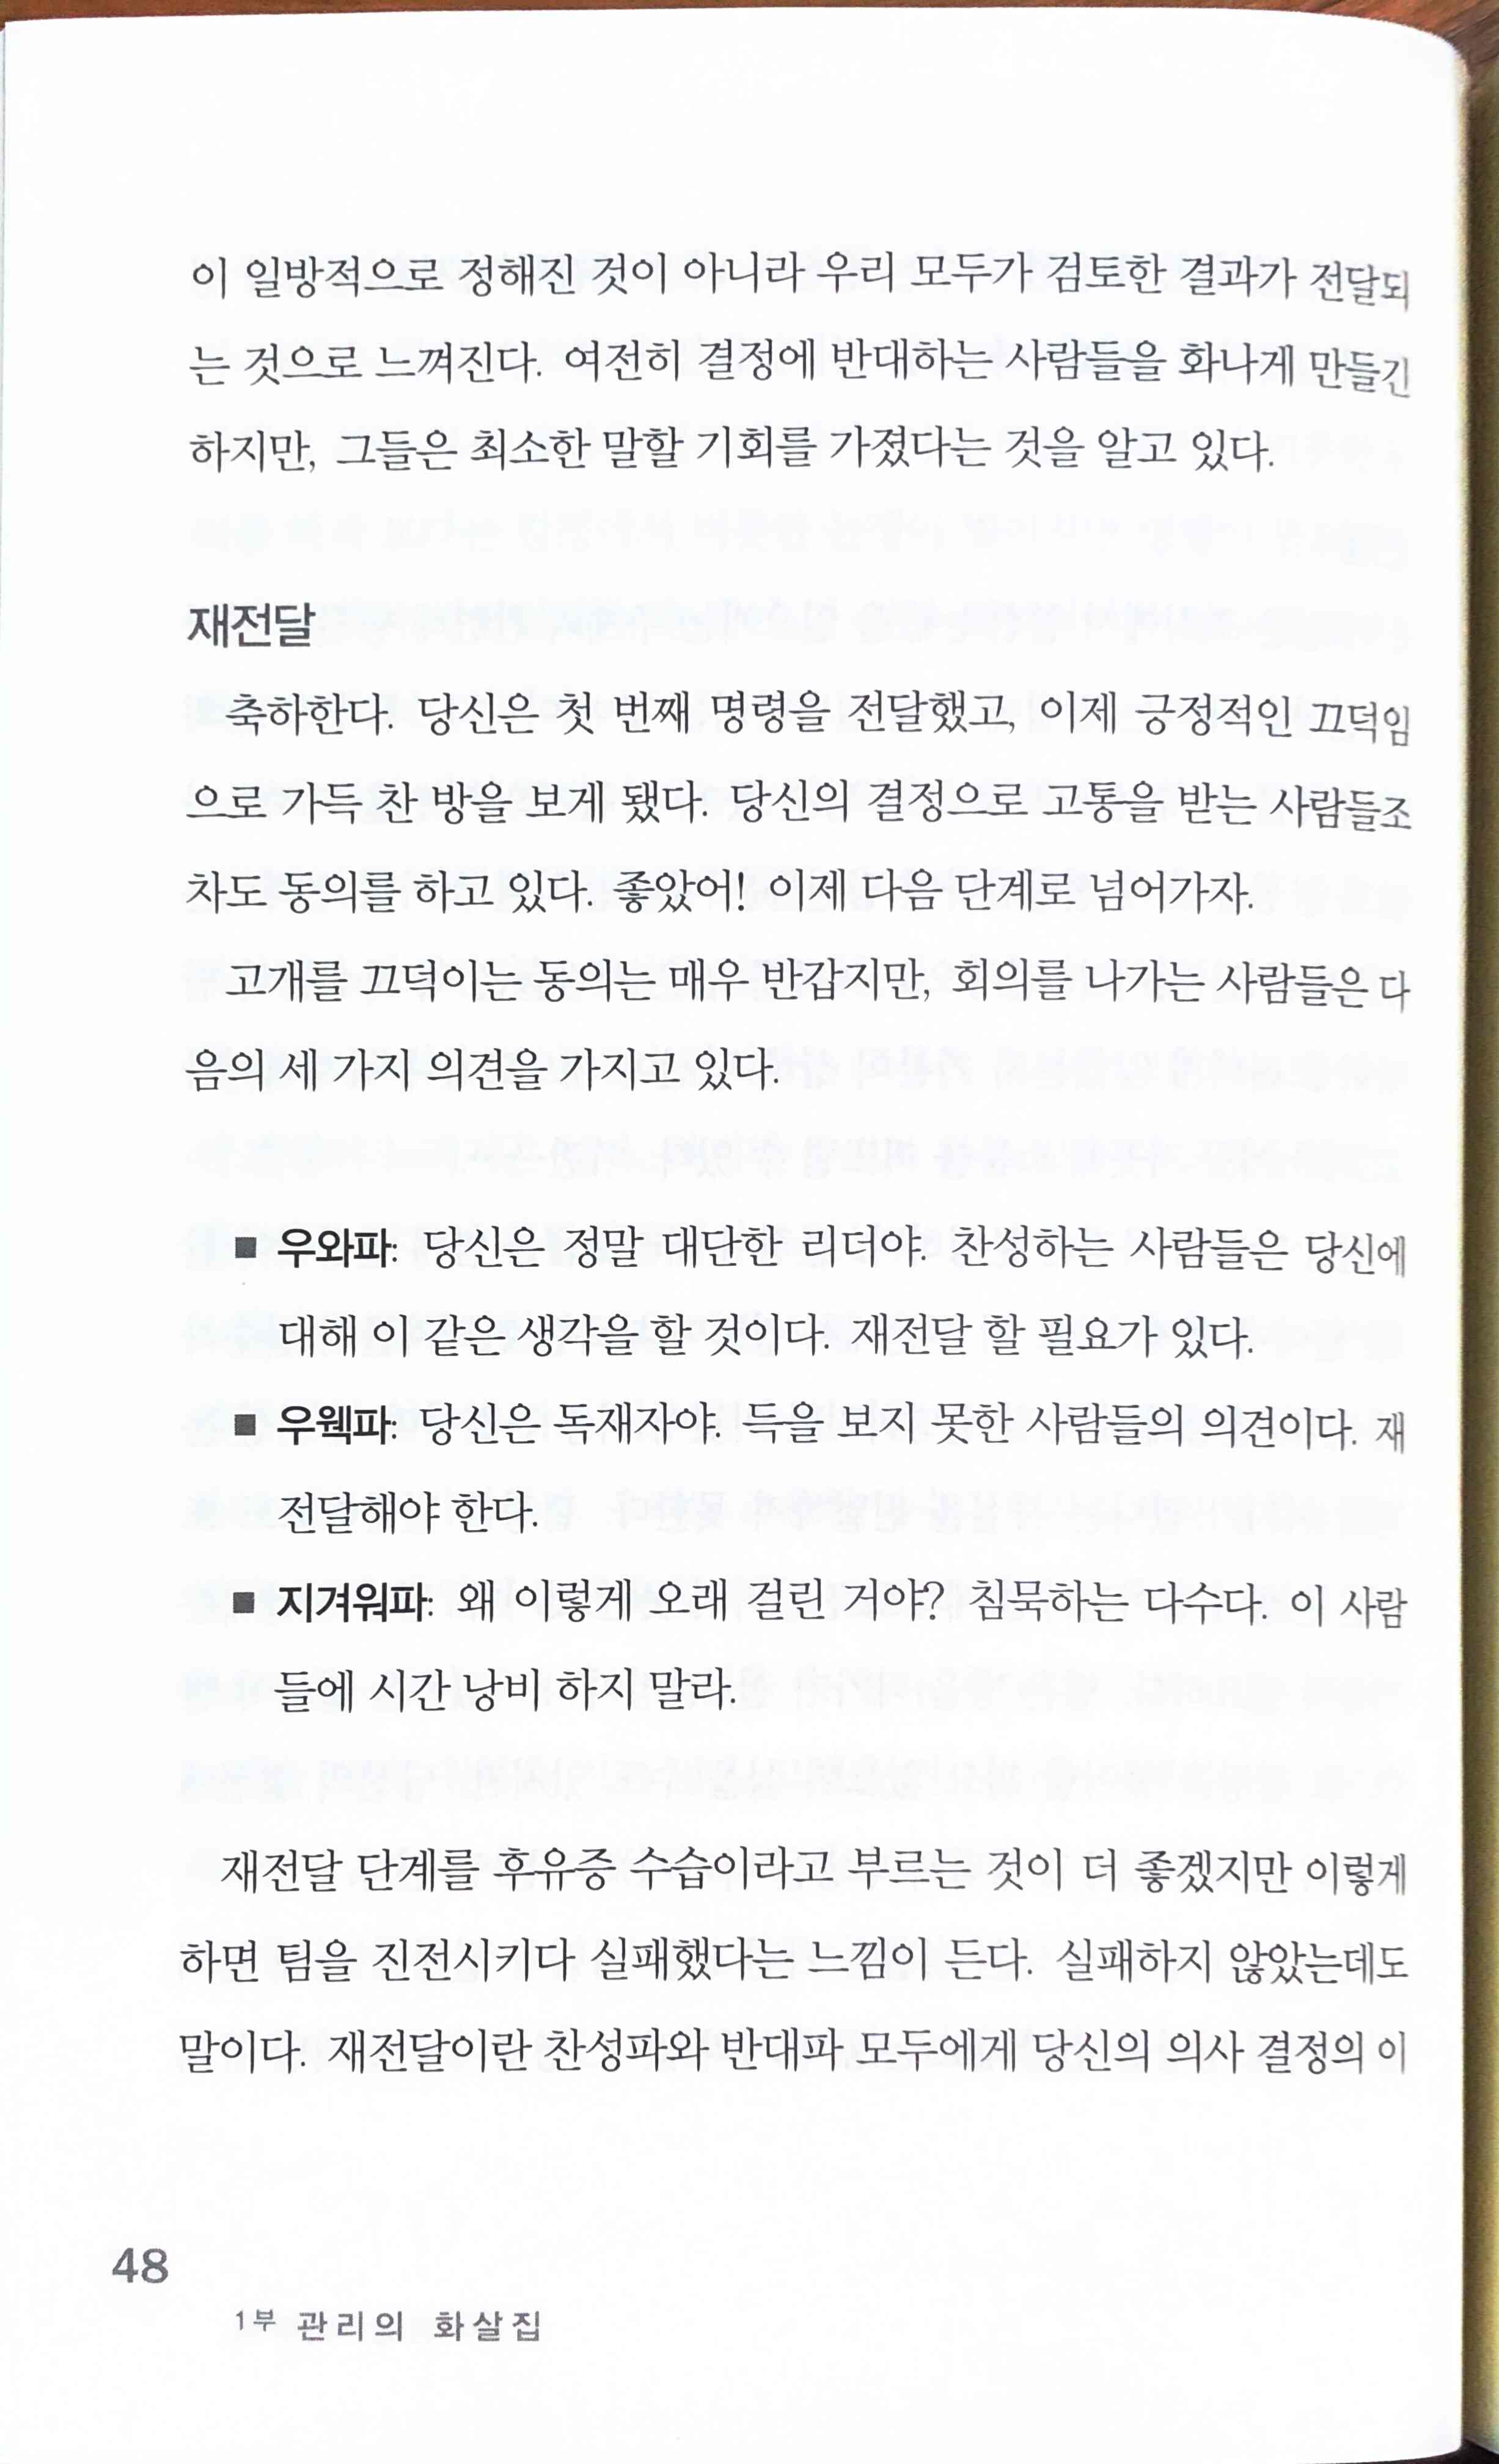 이 일방적으로 정해진 것이 아니라 우리 모두가 검토한 결과가 전달되
는 것으로 느껴진다. 여전히 결정에 반대하는 사람들을 화나게 만들긴
하지만, 그들은 최소한 말할 기회를 가졌다는 것을 알고 있다.
재전달
축하한다. 당신은 첫 번째 명령을 전달했고, 이제 긍정적인 끄덕임
으로 가득 찬 방을 보게 됐다. 당신의 결정으로 고통을 받는 사람들조
차도 동의를 하고 있다. 좋았어! 이제 다음 단계로 넘어가자.
고개를 끄덕이는 동의는 매우 반갑지만, 회의를 나가는 사람들은 다
음의 세 가지 의견을 가지고 있다.
■ 우와파: 당신은 정말 대단한 리더야. 찬성하는 사람들은 당신에
대해 이 같은 생각을 할 것이다. 재전달 할 필요가 있다.
■ 우웩파: 당신은 독재자야. 득을 보지 못한 사람들의 의견이다. 재
전달해야 한다.
■ 지겨워파: 왜 이렇게 오래 걸린 거야? 침묵하는 다수다. 이 사람
들에 시간 낭비 하지 말라.
재전달 단계를 후유증 수습이라고 부르는 것이 더 좋겠지만 이렇게
하면 팀을 진전시키다 실패했다는 느낌이 든다. 실패하지 않았는데도
말이다. 재전달이란 찬성파와 반대파 모두에게 당신의 의사 결정의 이
48
1부 관리의 화살집